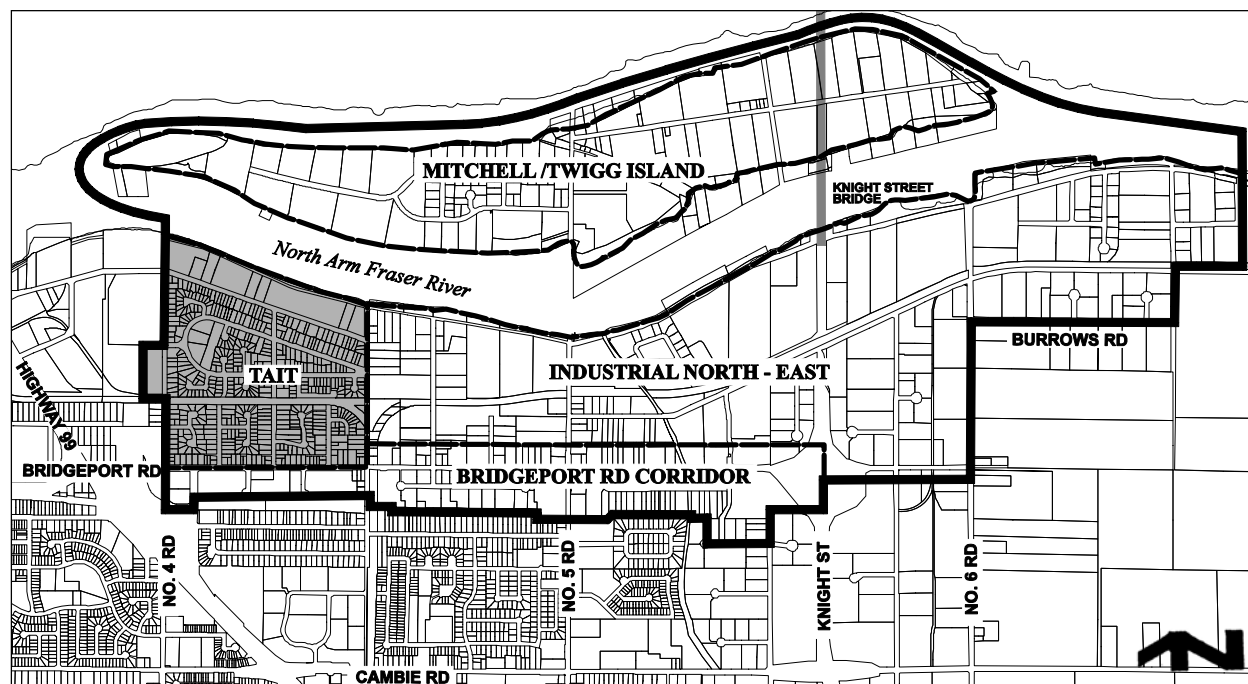 MITCHELL /TWIGG ISLAND
KNIGHT STREET
BRIDGE
North Arm Fraser River
BURROWS RD
TAIT
INDUSTRIAL NORTH - EAST
HIGHWAY 99
BRIDGEPORT RD
BRIDGEPORT RD CORRIDOR
NO. 4 RD
NO. 5 RD
KNIGHT ST
NO. 6 RD
CAMBIE RD
N